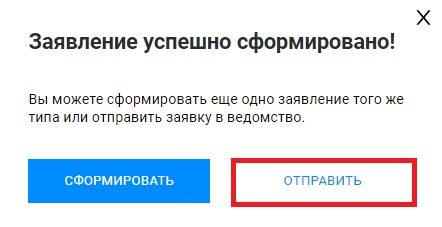 X
Заявление успешно сформировано!
Вы можете сформировать еще одно заявление того же
типа или отправить заявку в ведомство.
СФОРМИРОВАТЬ
ОТПРАВИТЬ